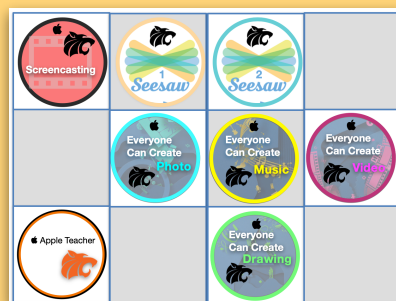 Screencasting
1
Seesaw
2
Seesaw
Everyone
Can Create
Photo
Everyone
Can Create
Music
Everyone
Can Create
Video
Apple Teacher
Everyone
Can Create
Drawing